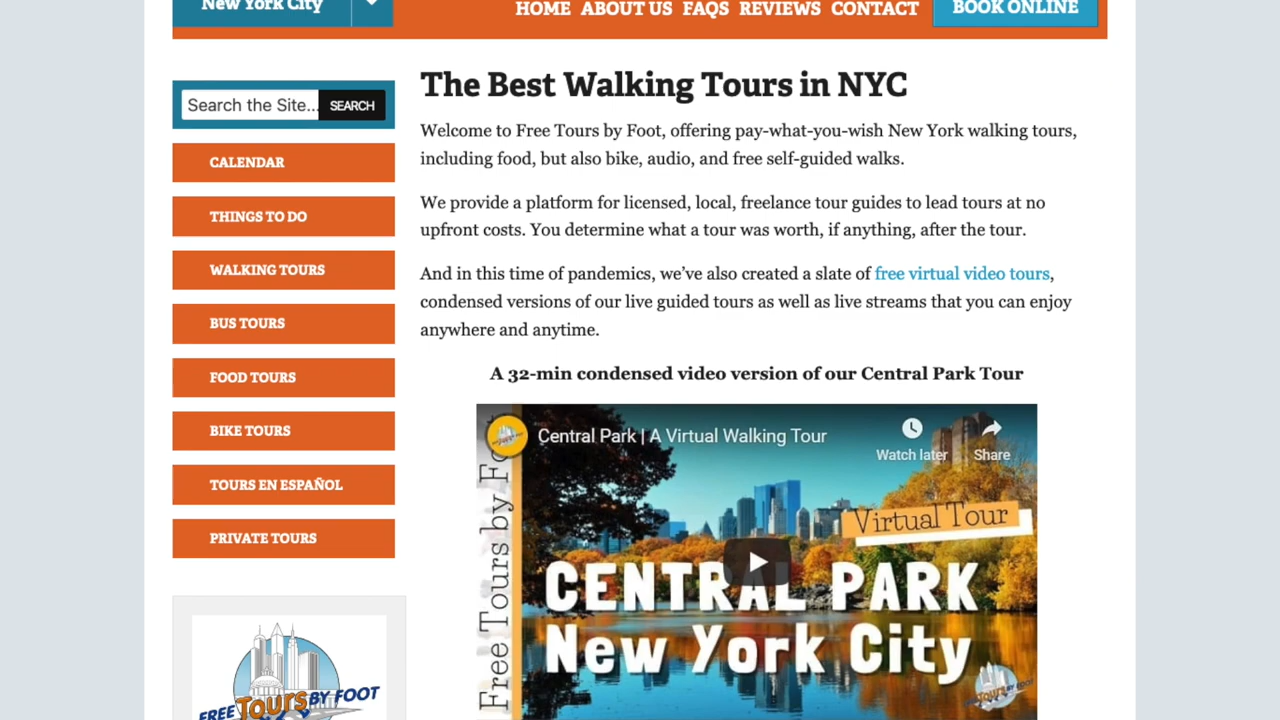 New York City
HOME ABOUT US FAQS REVIEWS CONTACT
BOOK ONLINE
Search the Site...
SEARCH
CALENDAR
THINGS TO DO
WALKING TOURS
BUS TOURS
FOOD TOURS
BIKE TOURS
TOURS EN ESPAÑOL
PRIVATE TOURS
FREE TOURS BY FOOT
The Best Walking Tours in NYC
Welcome to Free Tours by Foot, offering pay-what-you-wish New York walking tours,
including food, but also bike, audio, and free self-guided walks.
We provide a platform for licensed, local, freelance tour guides to lead tours at no
upfront costs. You determine what a tour was worth, if anything, after the tour.
And in this time of pandemics, we’ve also created a slate of free virtual video tours,
condensed versions of our live guided tours as well as live streams that you can enjoy
anywhere and anytime.
A 32-min condensed video version of our Central Park Tour
Central Park | A Virtual Walking Tour
Watch later
Share
Free Tours by Foot
Virtual Tour
CENTRAL PARK
New York City
Tours BY FOOT